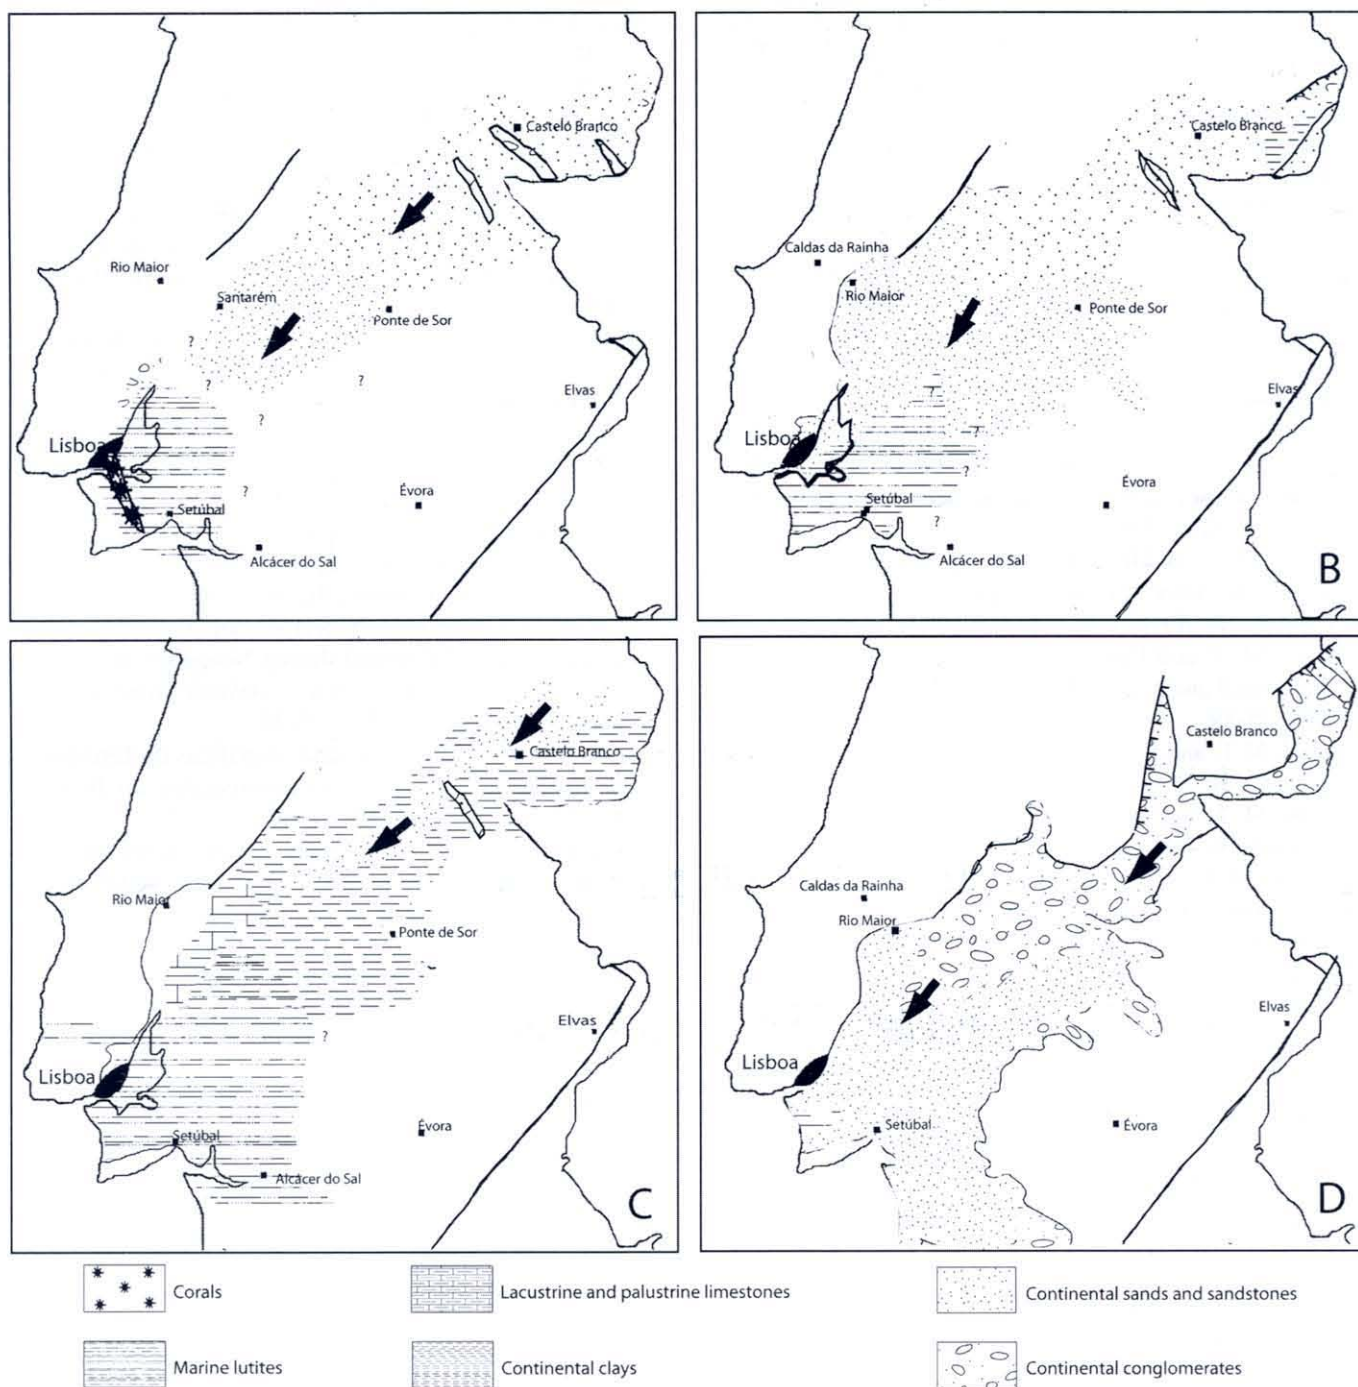 Castelo Branco
Rio Maior
Santarém
Ponte de Sor
?
?
?
?
Elvas
Lisboa
?
Évora
Setúbal
Alcácer do Sal
Castelo Branco
Caldas da Rainha
Rio Maior
Ponte de Sor
Elvas
?
?
Lisboa
?
Évora
Setúbal
?
Alcácer do Sal
B
Castelo Branco
Rio Maior
Ponte de Sor
Elvas
?
Lisboa
Évora
Setúbal
Alcácer do Sal
C
Castelo Branco
Caldas da Rainha
Rio Maior
Elvas
Lisboa
Setúbal
Évora
D
Corals
Lacustrine and palustrine limestones
Continental sands and sandstones
Marine lutites
Continental clays
Continental conglomerates